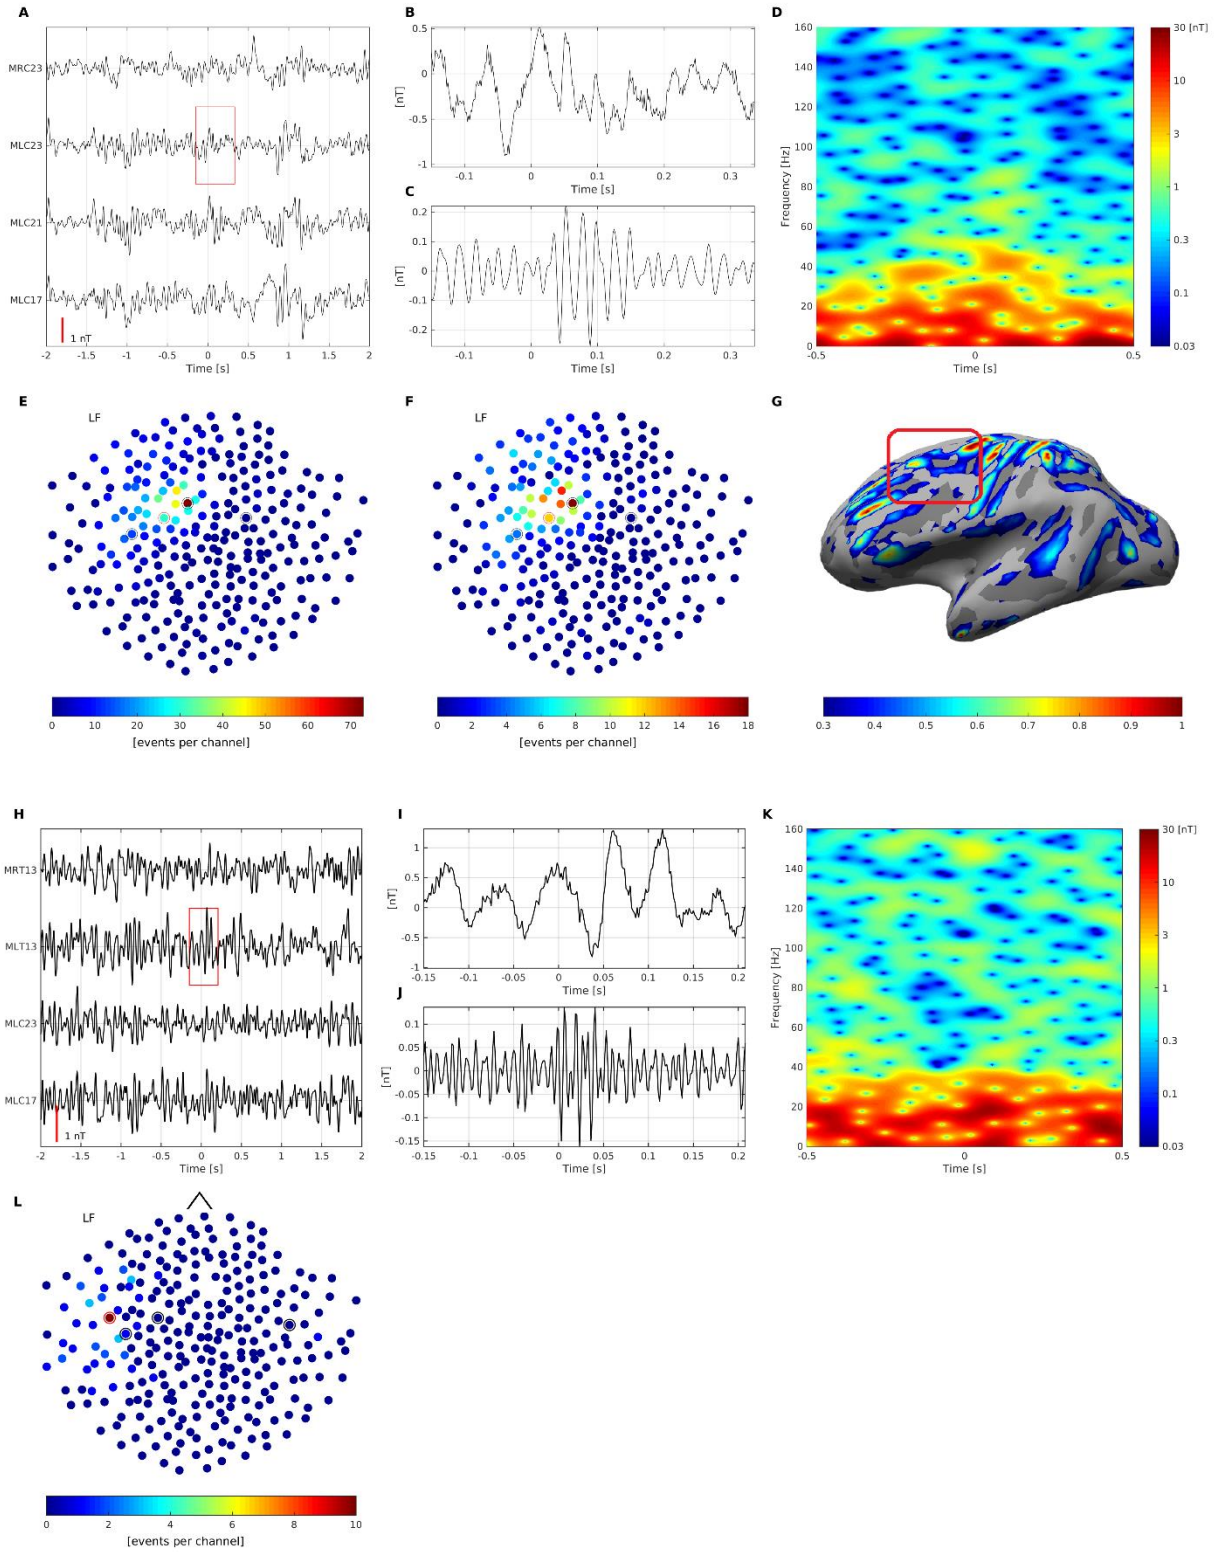 A
MRC23
MLC23
MLC21
MLC17
1 nT
-2 -1.5 -1 -0.5 0 0.5 1 1.5 2
Time [s]
B
0.5
0
-0.5
-1
[nT]
-0.1 0 0.1 0.2 0.3
Time [s]
C
0.2
0.1
0
-0.1
-0.2
[nT]
-0.1 0 0.1 0.2 0.3
Time [s]
D
160
140
120
100
80
60
40
20
0
Frequency [Hz]
-0.5 0 0.5
Time [s]
30 [nT]
10
3
1
0.3
0.1
0.03
E
LF
0 10 20 30 40 50 60 70
[events per channel]
F
LF
0 2 4 6 8 10 12 14 16 18
[events per channel]
G
0.3 0.4 0.5 0.6 0.7 0.8 0.9 1
H
MRT13
MLT13
MLC23
MLC17
1 nT
-2 -1.5 -1 -0.5 0 0.5 1 1.5 2
Time [s]
I
1
0.5
0
-0.5
-1
[nT]
-0.15 -0.1 -0.05 0 0.05 0.1 0.15 0.2
Time [s]
J
0.1
0.05
0
-0.05
-0.1
-0.15
[nT]
-0.15 -0.1 -0.05 0 0.05 0.1 0.15 0.2
Time [s]
K
160
140
120
100
80
60
40
20
0
Frequency [Hz]
-0.5 0 0.5
Time [s]
30 [nT]
10
3
1
0.3
0.1
0.03
L
LF
0 2 4 6 8 10
[events per channel]